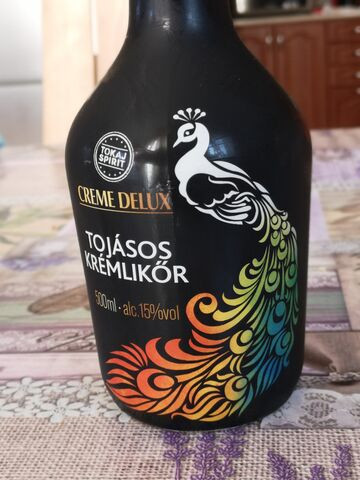 TOKAJ
SPIRIT
CREME DELUX
TOJÁSOS
KRÉMLIKŐR
500ml · alc.15%vol